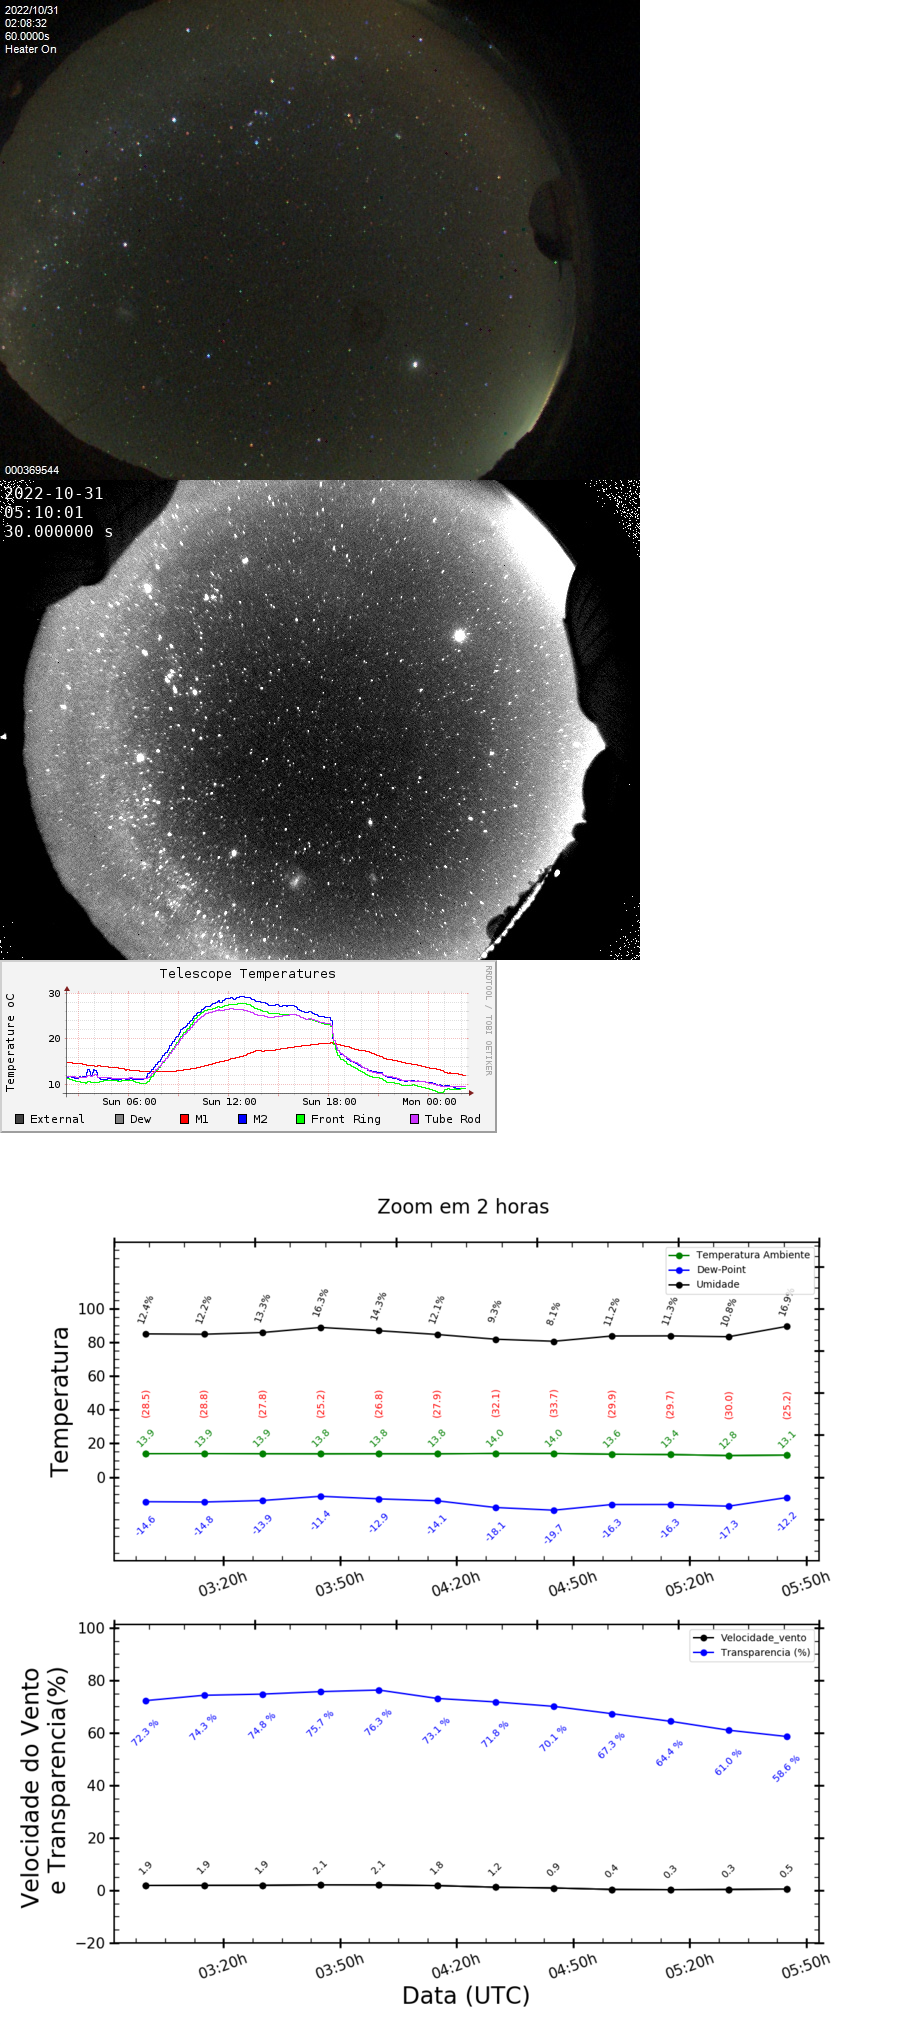 2022/10/31
02:08:32
60.0000s
Heater On
000369544
2022-10-31
05:10:01
30.000000 s
Telescope Temperatures
RRDTOOL / TOBI OETIKER
Temperature oC
30
20
10
Sun 06:00 Sun 12:00 Sun 18:00 Mon 00:00
External Dew M1 M2 Front Ring Tube Rod
Zoom em 2 horas
Temperatura Ambiente
Dew-Point
Umidade
Temperatura
100
80
60
40
20
0
12.4% 12.2% 13.3% 16.3% 14.3% 12.1% 9.3% 8.1% 11.2% 11.3% 10.8% 16.9%
(28.5) (28.8) (27.8) (25.2) (26.8) (27.9) (32.1) (33.7) (29.9) (29.7) (30.0) (25.2)
13.9 13.9 13.9 13.8 13.8 13.8 14.0 14.0 13.6 13.4 12.8 13.1
-14.6 -14.8 -13.9 -11.4 -12.9 -14.1 -18.1 -19.7 -16.3 -16.3 -17.3 -12.2
03:20h 03:50h 04:20h 04:50h 05:20h 05:50h
Velocidade_vento
Transparencia (%)
Velocidade do Vento
e Transparencia(%)
100
80
60
40
20
0
−20
72.3 % 74.3 % 74.8 % 75.7 % 76.3 % 73.1 % 71.8 % 70.1 % 67.3 % 64.4 % 61.0 % 58.6 %
1.9 1.9 1.9 2.1 2.1 1.8 1.2 0.9 0.4 0.3 0.3 0.5
03:20h 03:50h 04:20h 04:50h 05:20h 05:50h
Data (UTC)